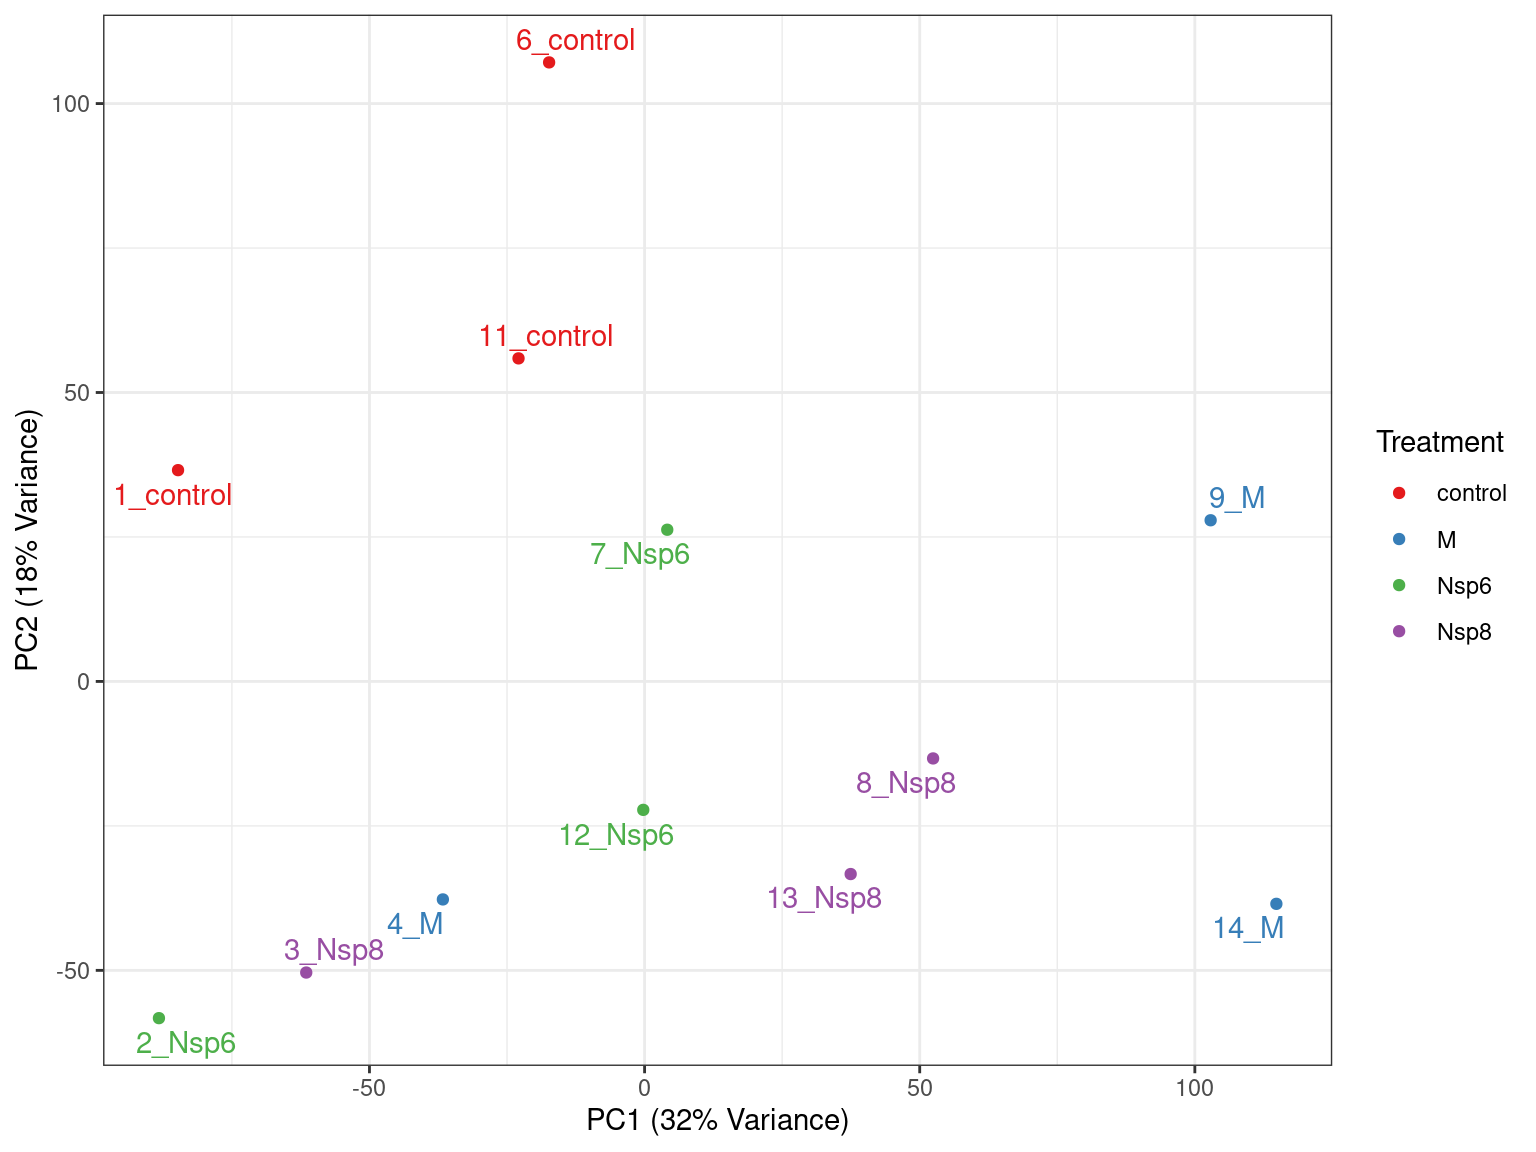 6_control
100
11_control
50
1_control
9_M
7_Nsp6
0
8_Nsp8
12_Nsp6
13_Nsp8
4_M
14_M
3_Nsp8
-50
2_Nsp6
-50
0
50
100
PC1 (32% Variance)
PC2 (18% Variance)
Treatment
control
M
Nsp6
Nsp8